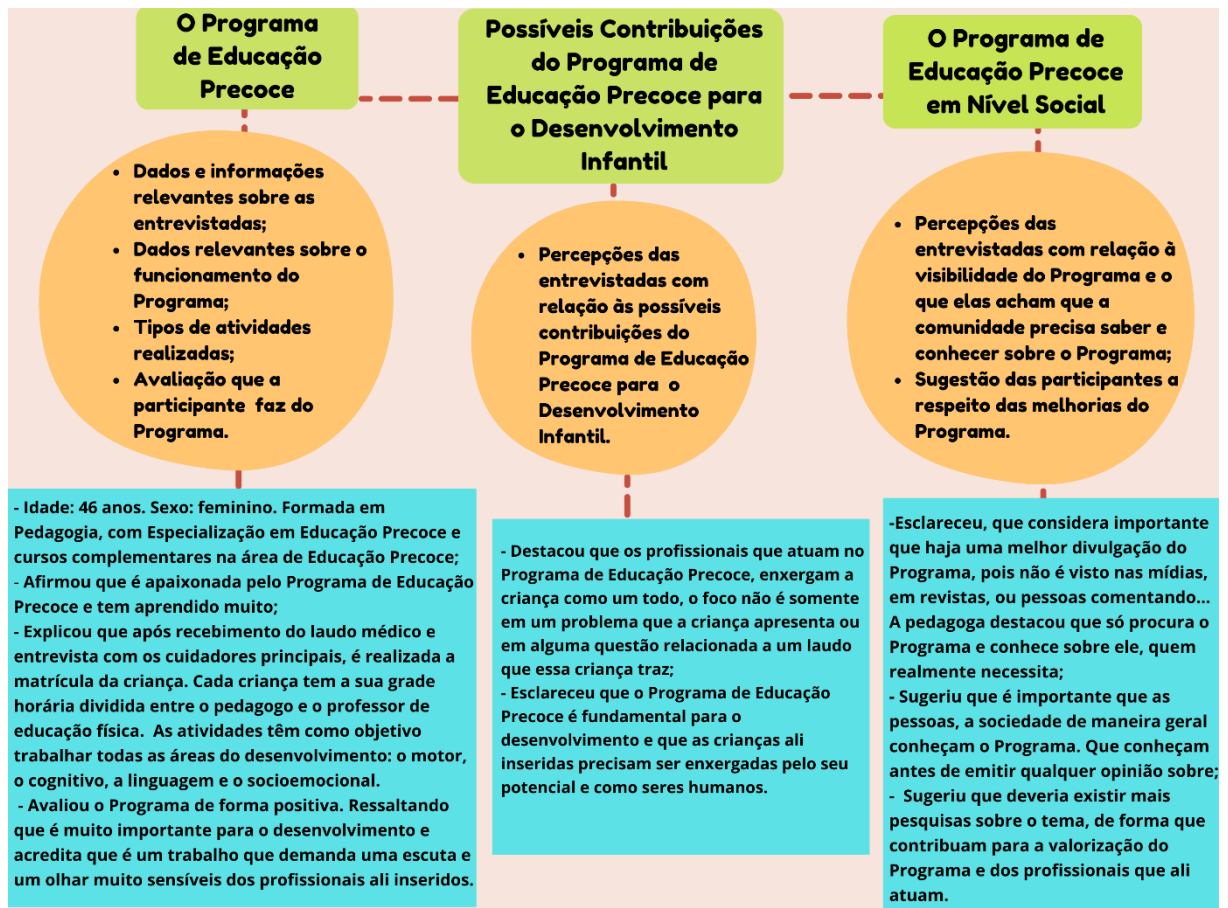 O Programa
de Educação
Precoce
Possíveis Contribuições
do Programa de
Educação Precoce para
o Desenvolvimento
Infantil
O Programa de
Educação Precoce
em Nível Social
• Dados e informações
relevantes sobre as
entrevistadas;
• Dados relevantes sobre o
funcionamento do
Programa;
• Tipos de atividades
realizadas;
• Avaliação que a
participante faz do
Programa.
• Percepções das
entrevistadas com
relação às possíveis
contribuições do
Programa de Educação
Precoce para o
Desenvolvimento
Infantil.
• Percepções das
entrevistadas com relação à
visibilidade do Programa e o
que elas acham que a
comunidade precisa saber e
conhecer sobre o Programa;
• Sugestão das participantes a
respeito das melhorias do
Programa.
- Idade: 46 anos. Sexo: feminino. Formada em
Pedagogia, com Especialização em Educação Precoce e
cursos complementares na área de Educação Precoce;
- Afirmou que é apaixonada pelo Programa de Educação
Precoce e tem aprendido muito;
- Explicou que após recebimento do laudo médico e
entrevista com os cuidadores principais, é realizada a
matrícula da criança. Cada criança tem a sua grade
horária dividida entre o pedagogo e o professor de
educação física. As atividades têm como objetivo
trabalhar todas as áreas do desenvolvimento: o motor,
o cognitivo, a linguagem e o socioemocional.
- Avaliou o Programa de forma positiva. Ressaltando
que é muito importante para o desenvolvimento e
acredita que é um trabalho que demanda uma escuta e
um olhar muito sensíveis dos profissionais ali inseridos.
- Destacou que os profissionais que atuam no
Programa de Educação Precoce, enxergam a
criança como um todo, o foco não é somente
em um problema que a criança apresenta ou
em alguma questão relacionada a um laudo
que essa criança traz;
- Esclareceu que o Programa de Educação
Precoce é fundamental para o
desenvolvimento e que as crianças ali
inseridas precisam ser enxergadas pelo seu
potencial e como seres humanos.
-Esclareceu, que considera importante
que haja uma melhor divulgação do
Programa, pois não é visto nas mídias,
em revistas, ou pessoas comentando...
A pedagoga destacou que só procura o
Programa e conhece sobre ele, quem
realmente necessita;
- Sugeriu que é importante que as
pessoas, a sociedade de maneira geral
conheçam o Programa. Que conheçam
antes de emitir qualquer opinião sobre;
- Sugeriu que deveria existir mais
pesquisas sobre o tema, de forma que
contribuam para a valorização do
Programa e dos profissionais que ali
atuam.